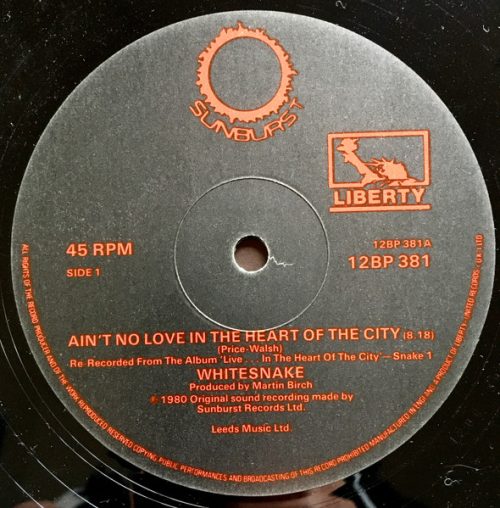 SUNBURST
LIBERTY
45 RPM
SIDE 1
12BP 381A
12BP 381
AIN'T NO LOVE IN THE HEART OF THE CITY (8.18)
(Price-Walsh)
Re-Recorded From The Album 'Live . . . In The Heart Of The City' — Snake 1
WHITESNAKE
Produced by Martin Birch
℗ 1980 Original sound recording made by
Sunburst Records Ltd.
Leeds Music Ltd.
ALL RIGHTS OF THE RECORD PRODUCER AND OF THE OWNER OF THE WORK REPRODUCED RESERVED COPYING, PUBLIC PERFORMANCES AND BROADCASTING OF THIS RECORD PROHIBITED MANUFACTURED IN ENGLAND. A PRODUCT OF LIBERTY-UNITED RECORDS (UK) LTD